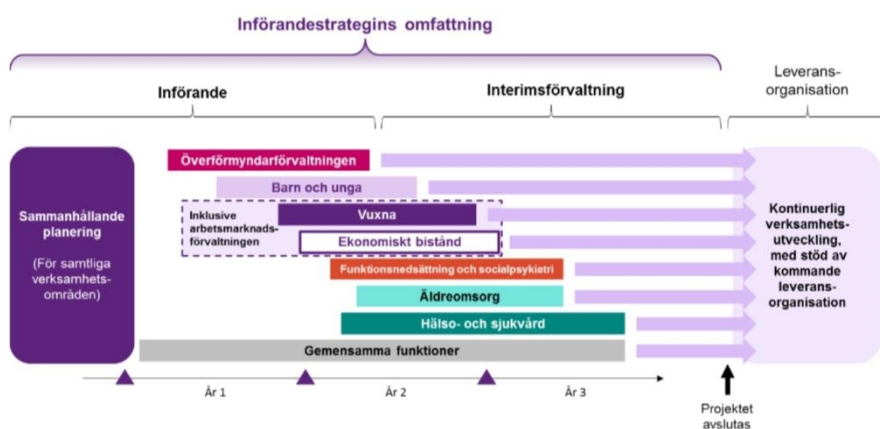 Införandestrategins omfattning
Införande
Interimsförvaltning
Leverans-
organisation
Överförmyndarförvaltningen
Barn och unga
Inklusive
arbetsmarknads-
förvaltningen
Vuxna
Ekonomiskt bistånd
Funktionsnedsättning och socialpsykiatri
Äldreomsorg
Hälso- och sjukvård
Gemensamma funktioner
Sammanhållande
planering
(För samtliga
verksamhets-
områden)
Kontinuerlig
verksamhets-
utveckling,
med stöd av
kommande
leverans-
organisation
År 1
År 2
År 3
Projektet
avslutas